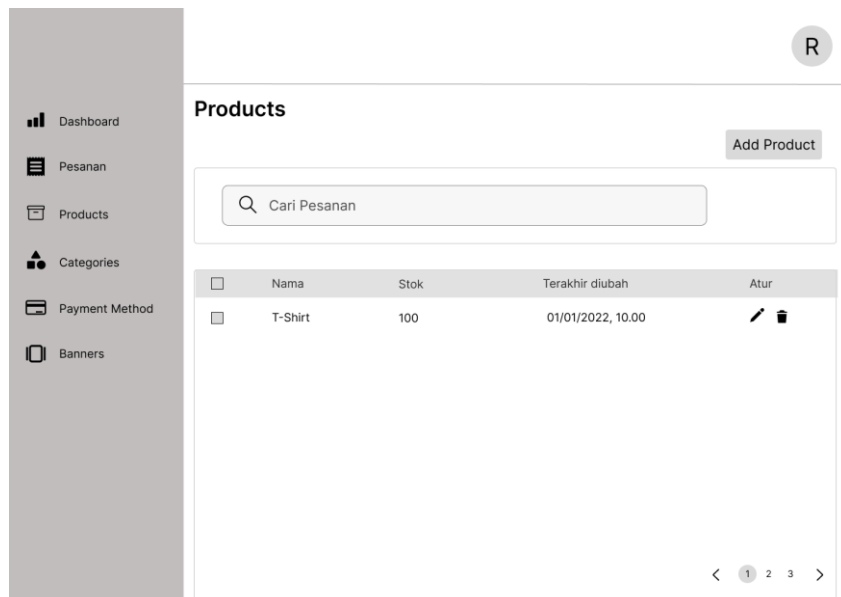 R
Dashboard
Pesanan
Products
Categories
Payment Method
Banners
Products
Add Product
Cari Pesanan
Nama Stok Terakhir diubah Atur
T-Shirt 100 01/01/2022, 10.00
1 2 3